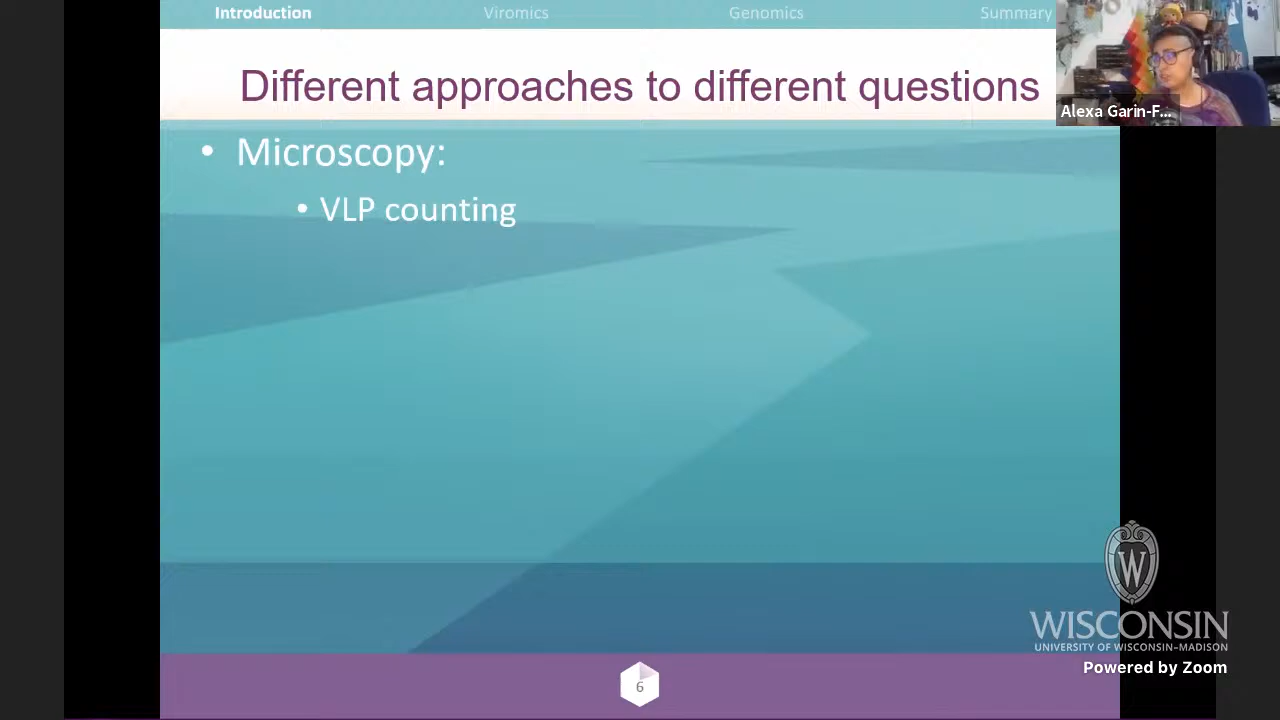 Introduction Viromics Genomics Summary
Different approaches to different questions
Alexa Garin-F...
• Microscopy:
• VLP counting
W
WISCONSIN
UNIVERSITY OF WISCONSIN–MADISON
Powered by Zoom
6